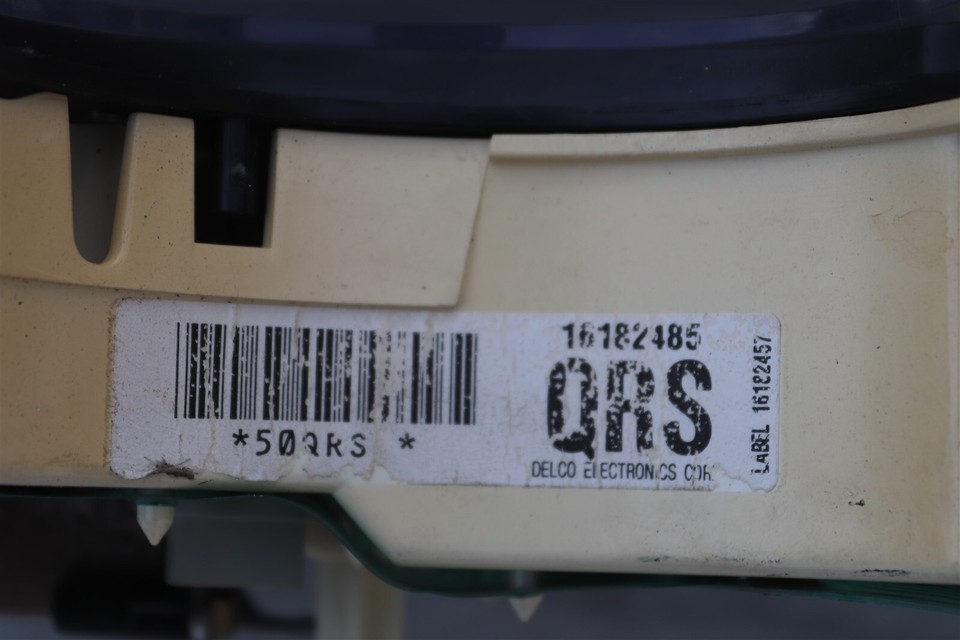 *50QRS *
16182485
QRS
DELCO ELECTRONICS COR
LABEL 16182457